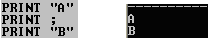 PRINT "A"
PRINT ;
PRINT "B"
A
B